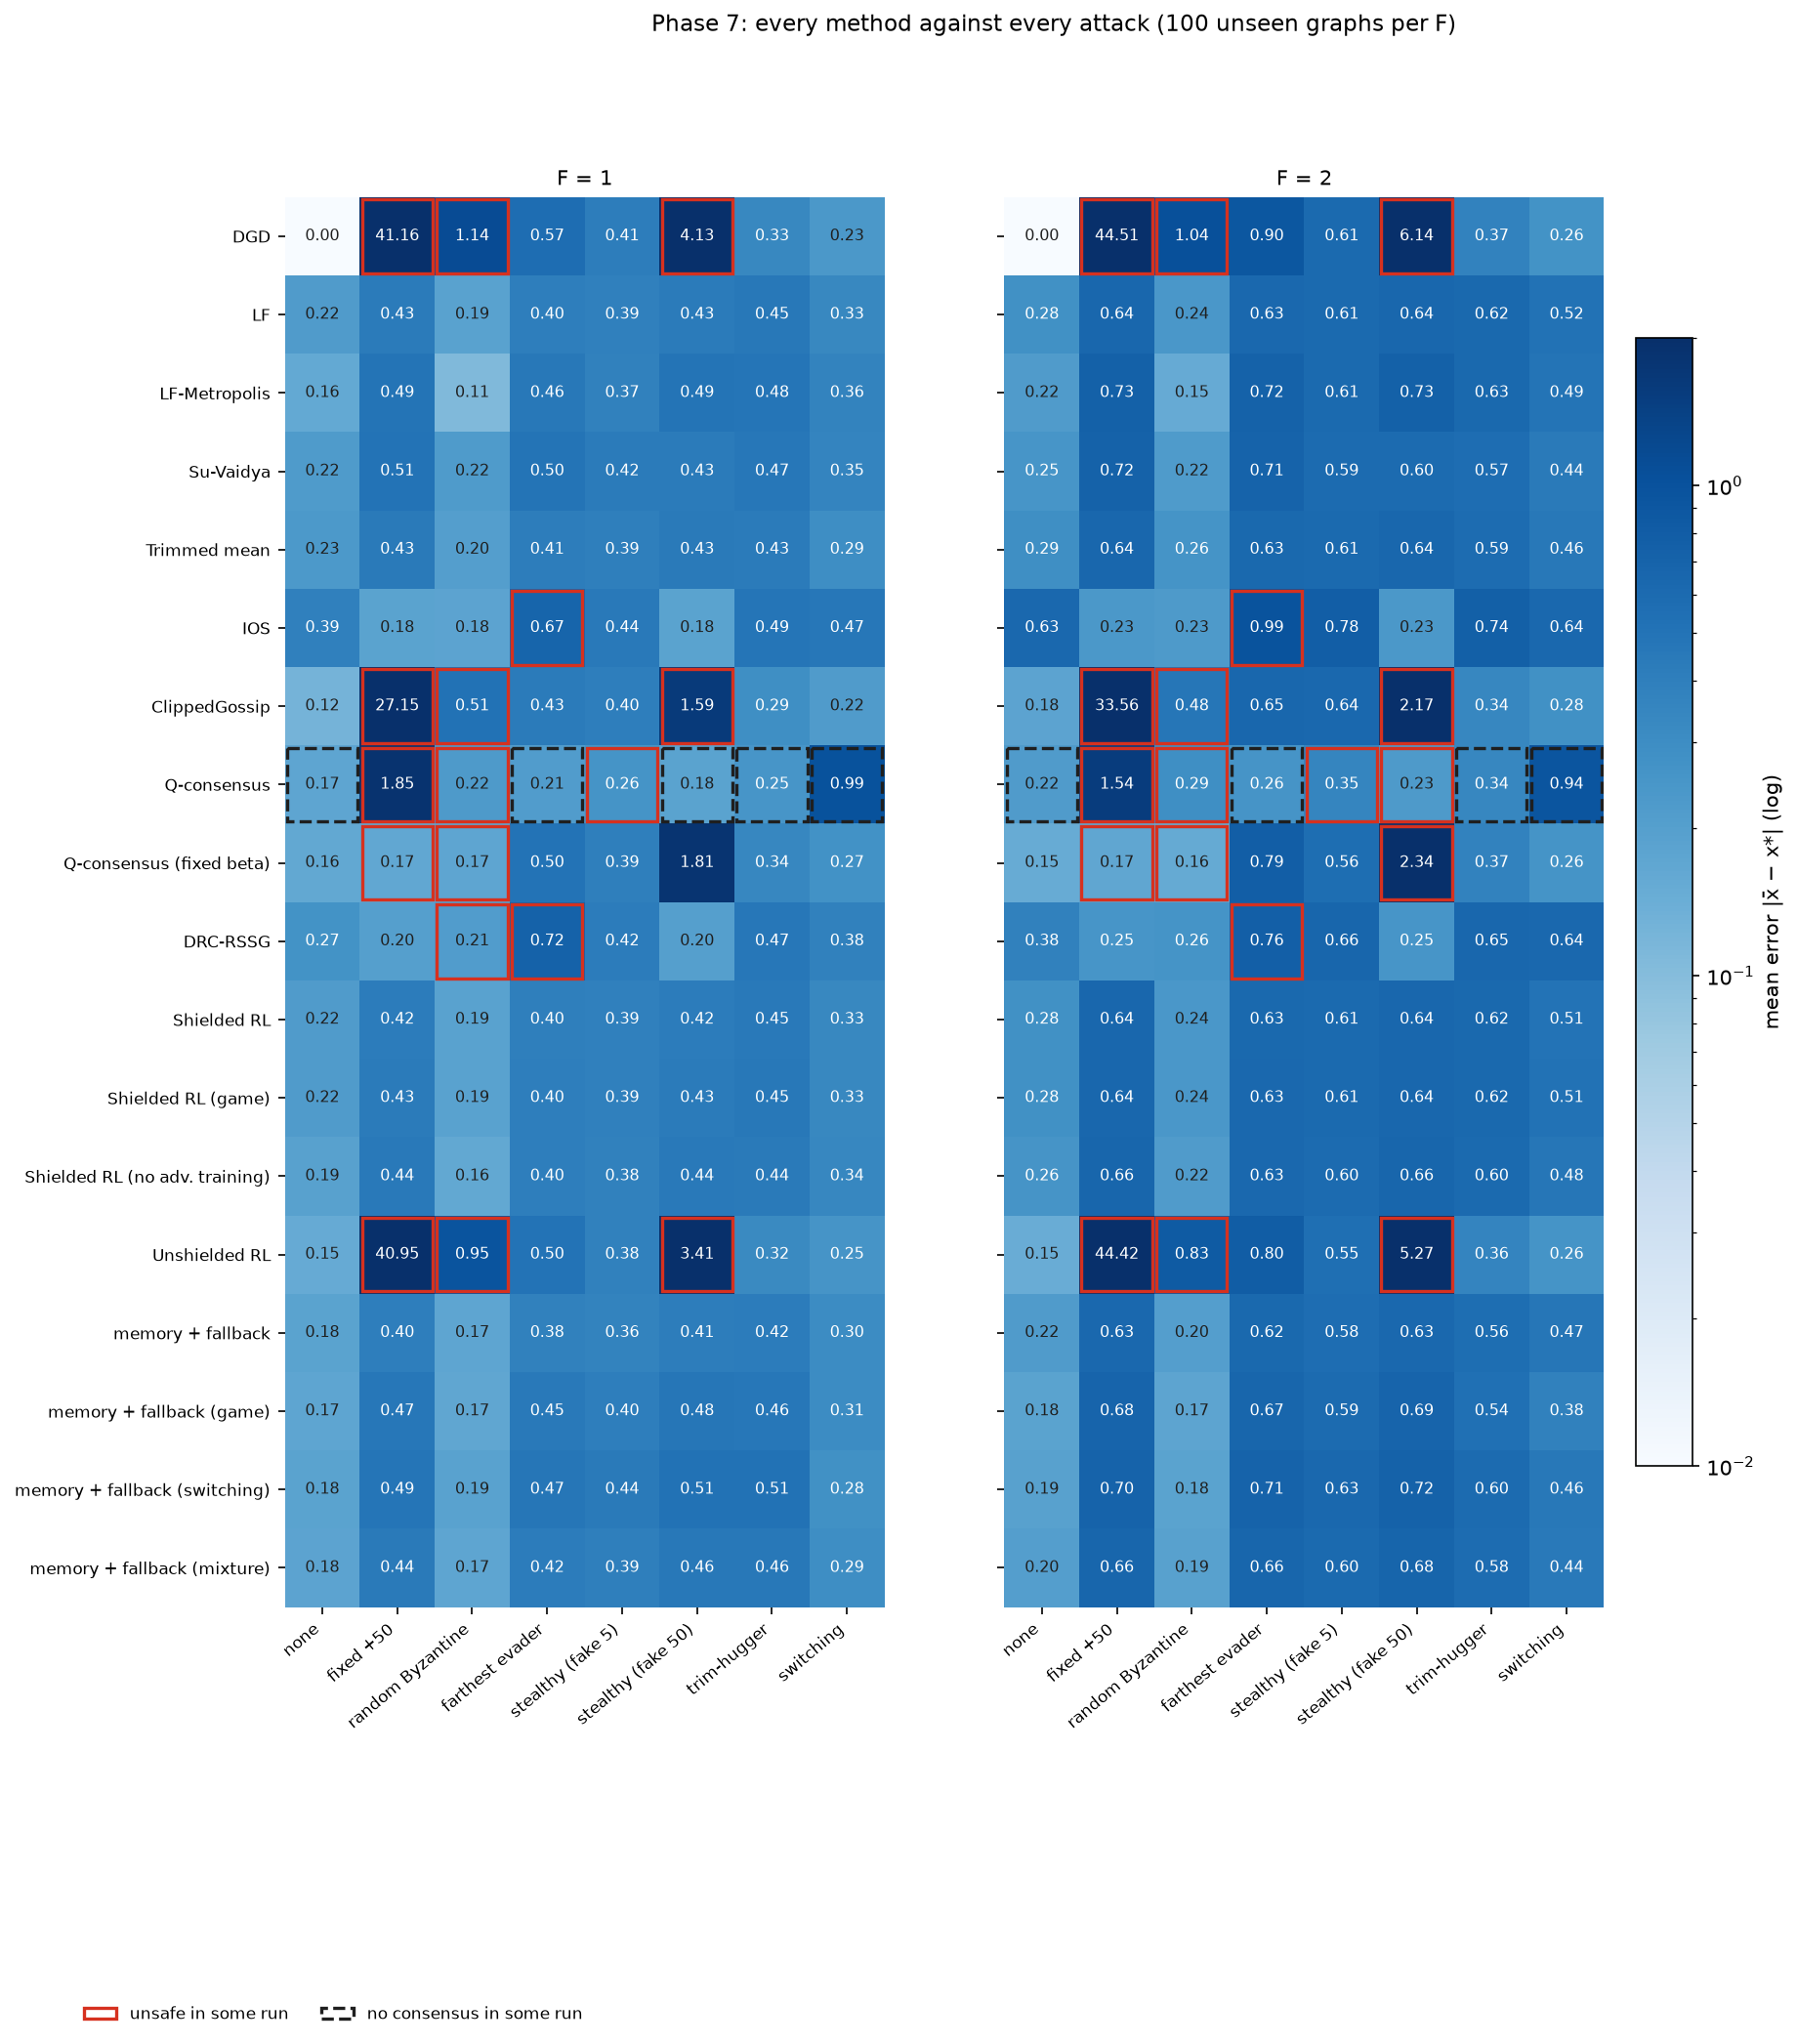 Phase 7: every method against every attack (100 unseen graphs per F)
F = 1
F = 2
DGD 0.00 41.16 1.14 0.57 0.41 4.13 0.33 0.23 0.00 44.51 1.04 0.90 0.61 6.14 0.37 0.26
LF 0.22 0.43 0.19 0.40 0.39 0.43 0.45 0.33 0.28 0.64 0.24 0.63 0.61 0.64 0.62 0.52
LF-Metropolis 0.16 0.49 0.11 0.46 0.37 0.49 0.48 0.36 0.22 0.73 0.15 0.72 0.61 0.73 0.63 0.49
Su-Vaidya 0.22 0.51 0.22 0.50 0.42 0.43 0.47 0.35 0.25 0.72 0.22 0.71 0.59 0.60 0.57 0.44
Trimmed mean 0.23 0.43 0.20 0.41 0.39 0.43 0.43 0.29 0.29 0.64 0.26 0.63 0.61 0.64 0.59 0.46
IOS 0.39 0.18 0.18 0.67 0.44 0.18 0.49 0.47 0.63 0.23 0.23 0.99 0.78 0.23 0.74 0.64
ClippedGossip 0.12 27.15 0.51 0.43 0.40 1.59 0.29 0.22 0.18 33.56 0.48 0.65 0.64 2.17 0.34 0.28
Q-consensus 0.17 1.85 0.22 0.21 0.26 0.18 0.25 0.99 0.22 1.54 0.29 0.26 0.35 0.23 0.34 0.94
Q-consensus (fixed beta) 0.16 0.17 0.17 0.50 0.39 1.81 0.34 0.27 0.15 0.17 0.16 0.79 0.56 2.34 0.37 0.26
DRC-RSSG 0.27 0.20 0.21 0.72 0.42 0.20 0.47 0.38 0.38 0.25 0.26 0.76 0.66 0.25 0.65 0.64
Shielded RL 0.22 0.42 0.19 0.40 0.39 0.42 0.45 0.33 0.28 0.64 0.24 0.63 0.61 0.64 0.62 0.51
Shielded RL (game) 0.22 0.43 0.19 0.40 0.39 0.43 0.45 0.33 0.28 0.64 0.24 0.63 0.61 0.64 0.62 0.51
Shielded RL (no adv. training) 0.19 0.44 0.16 0.40 0.38 0.44 0.44 0.34 0.26 0.66 0.22 0.63 0.60 0.66 0.60 0.48
Unshielded RL 0.15 40.95 0.95 0.50 0.38 3.41 0.32 0.25 0.15 44.42 0.83 0.80 0.55 5.27 0.36 0.26
memory + fallback 0.18 0.40 0.17 0.38 0.36 0.41 0.42 0.30 0.22 0.63 0.20 0.62 0.58 0.63 0.56 0.47
memory + fallback (game) 0.17 0.47 0.17 0.45 0.40 0.48 0.46 0.31 0.18 0.68 0.17 0.67 0.59 0.69 0.54 0.38
memory + fallback (switching) 0.18 0.49 0.19 0.47 0.44 0.51 0.51 0.28 0.19 0.70 0.18 0.71 0.63 0.72 0.60 0.46
memory + fallback (mixture) 0.18 0.44 0.17 0.42 0.39 0.46 0.46 0.29 0.20 0.66 0.19 0.66 0.60 0.68 0.58 0.44
none
fixed +50
random Byzantine
farthest evader
stealthy (fake 5)
stealthy (fake 50)
trim-hugger
switching
none
fixed +50
random Byzantine
farthest evader
stealthy (fake 5)
stealthy (fake 50)
trim-hugger
switching
10⁰
10⁻¹
10⁻²
mean error |x̄ − x*| (log)
unsafe in some run
no consensus in some run